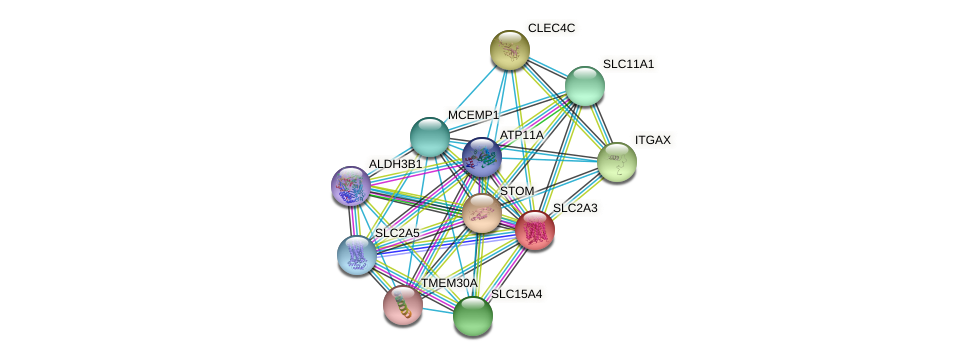 CLEC4C
SLC11A1
MCEMP1
ATP11A
ITGAX
ALDH3B1
STOM
SLC2A3
SLC2A5
TMEM30A
SLC15A4